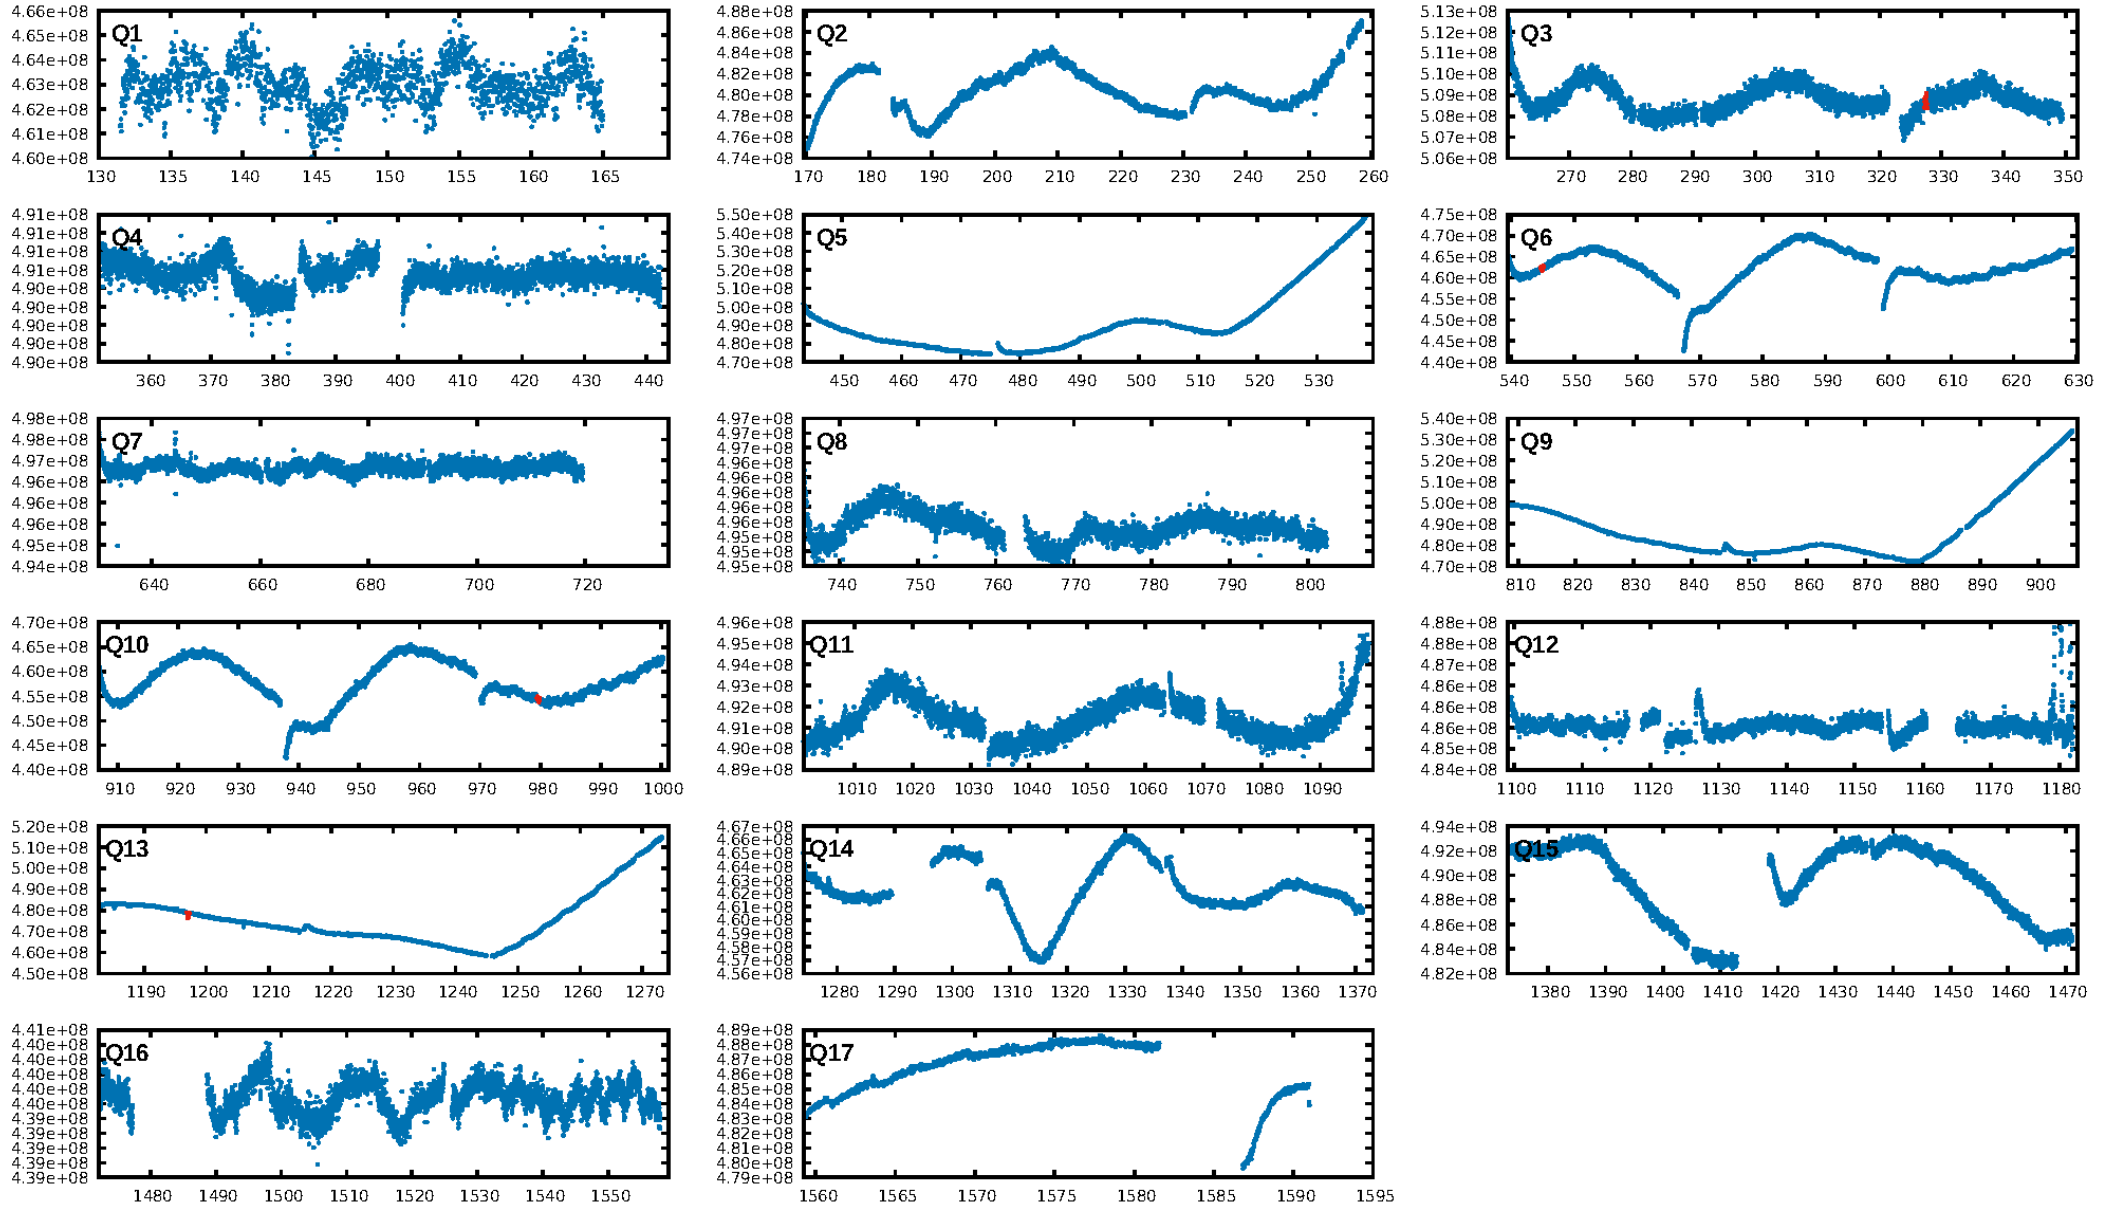 4.66e+08
4.65e+08
4.64e+08
4.63e+08
4.62e+08
4.61e+08
4.60e+08
Q1
130 135 140 145 150 155 160 165
4.88e+08
4.86e+08
4.84e+08
4.82e+08
4.80e+08
4.78e+08
4.76e+08
4.74e+08
Q2
170 180 190 200 210 220 230 240 250 260
5.13e+08
5.11e+08
5.10e+08
5.09e+08
5.08e+08
5.07e+08
5.06e+08
Q3
270 280 290 300 310 320 330 340 350
4.91e+08
4.91e+08
4.91e+08
4.91e+08
4.90e+08
4.90e+08
4.90e+08
4.90e+08
4.90e+08
Q4
360 370 380 390 400 410 420 430 440
5.50e+08
5.40e+08
5.30e+08
5.20e+08
5.10e+08
5.00e+08
4.90e+08
4.80e+08
4.70e+08
Q5
450 460 470 480 490 500 510 520 530
4.75e+08
4.70e+08
4.65e+08
4.60e+08
4.55e+08
4.50e+08
4.45e+08
4.40e+08
Q6
540 550 560 570 580 590 600 610 620 630
4.98e+08
4.98e+08
4.97e+08
4.96e+08
4.96e+08
4.96e+08
4.95e+08
4.94e+08
Q7
640 660 680 700 720
4.97e+08
4.97e+08
4.97e+08
4.96e+08
4.96e+08
4.96e+08
4.96e+08
4.96e+08
4.95e+08
4.95e+08
4.95e+08
Q8
740 750 760 770 780 790 800
5.40e+08
5.30e+08
5.20e+08
5.10e+08
5.00e+08
4.90e+08
4.80e+08
4.70e+08
Q9
810 820 830 840 850 860 870 880 890 900
4.70e+08
4.65e+08
4.60e+08
4.55e+08
4.50e+08
4.45e+08
4.40e+08
Q10
910 920 930 940 950 960 970 980 990 1000
4.96e+08
4.95e+08
4.94e+08
4.93e+08
4.92e+08
4.91e+08
4.90e+08
4.89e+08
Q11
1010 1020 1030 1040 1050 1060 1070 1080 1090
4.88e+08
4.88e+08
4.87e+08
4.86e+08
4.86e+08
4.86e+08
4.85e+08
4.84e+08
Q12
1100 1110 1120 1130 1140 1150 1160 1170 1180
5.20e+08
5.10e+08
5.00e+08
4.90e+08
4.80e+08
4.70e+08
4.60e+08
4.50e+08
Q13
1190 1200 1210 1220 1230 1240 1250 1260 1270
4.67e+08
4.66e+08
4.65e+08
4.64e+08
4.63e+08
4.62e+08
4.61e+08
4.60e+08
4.59e+08
4.58e+08
4.57e+08
4.56e+08
Q14
1280 1290 1300 1310 1320 1330 1340 1350 1360 1370
4.94e+08
4.92e+08
4.90e+08
4.88e+08
4.86e+08
4.84e+08
4.82e+08
Q15
1380 1390 1400 1410 1420 1430 1440 1450 1460 1470
4.41e+08
4.40e+08
4.40e+08
4.40e+08
4.40e+08
4.40e+08
4.39e+08
4.39e+08
4.39e+08
4.39e+08
4.39e+08
Q16
1480 1490 1500 1510 1520 1530 1540 1550
4.89e+08
4.88e+08
4.87e+08
4.86e+08
4.85e+08
4.84e+08
4.83e+08
4.82e+08
4.81e+08
4.80e+08
4.79e+08
Q17
1560 1565 1570 1575 1580 1585 1590 1595